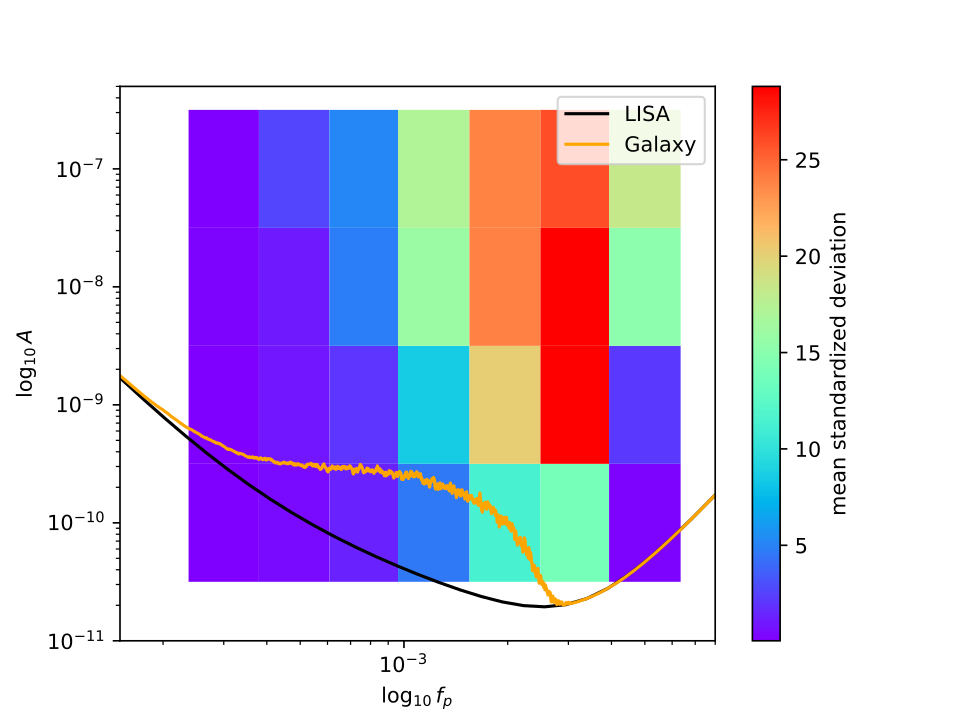 LISA
Galaxy
10⁻⁷
10⁻⁸
10⁻⁹
10⁻¹⁰
10⁻¹¹
log₁₀ A
10⁻³
log₁₀ fₚ
25
20
15
10
5
mean standardized deviation